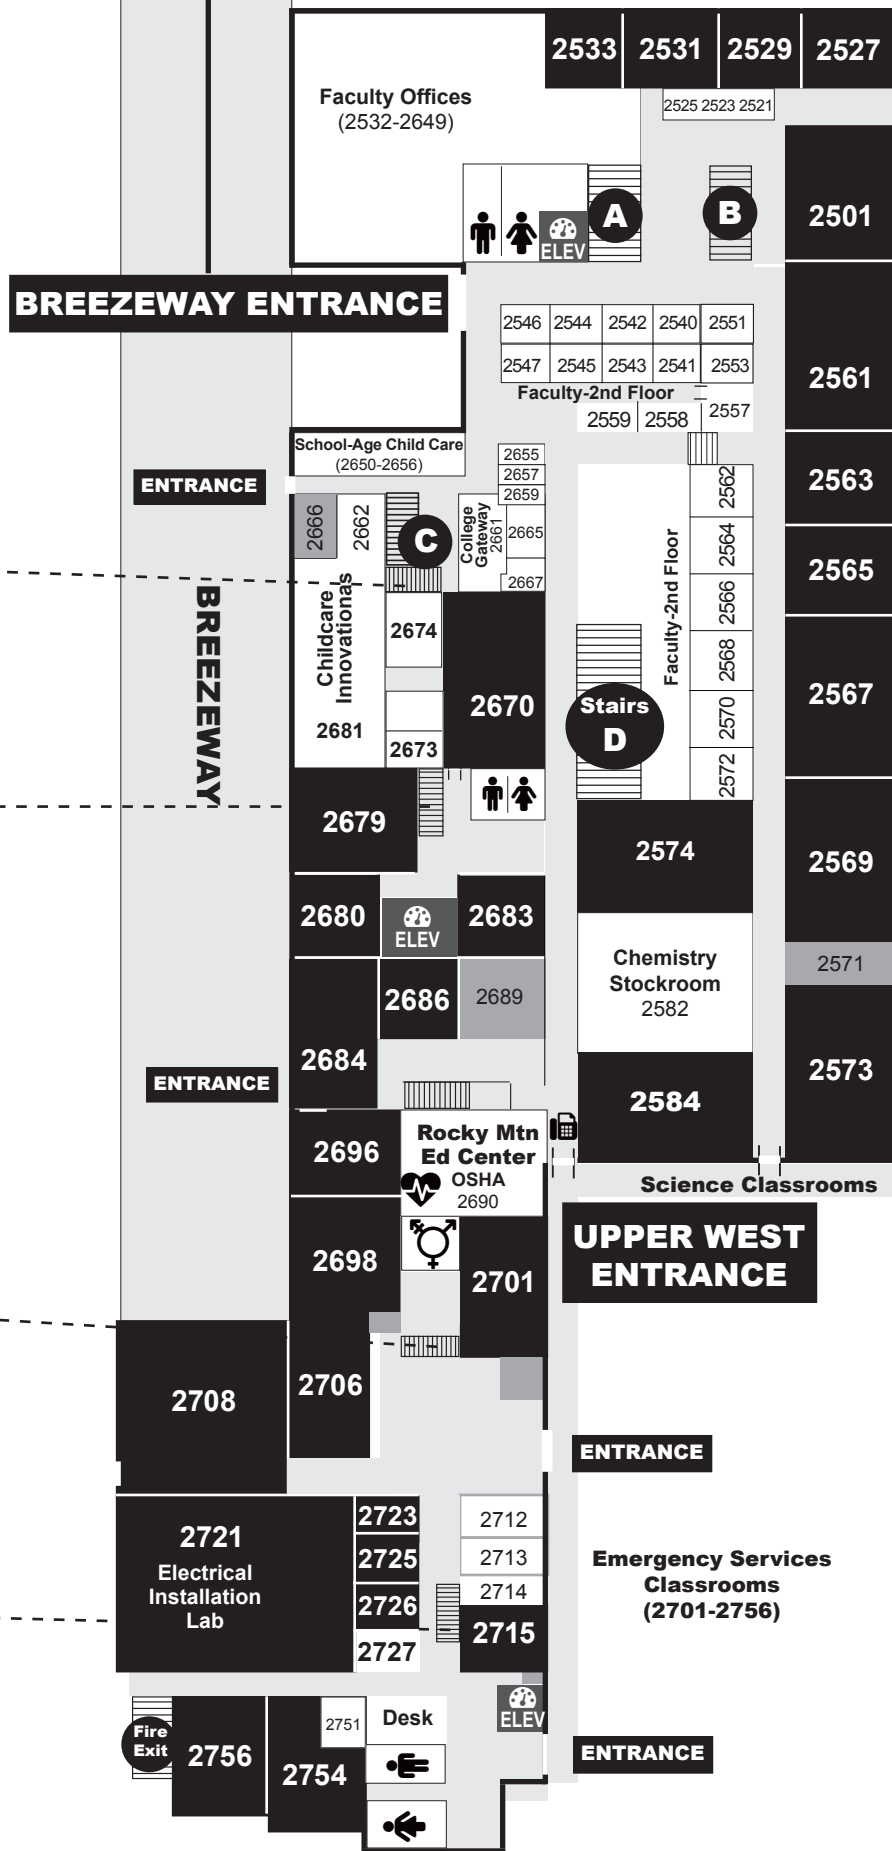 2533 2531 2529 2527
Faculty Offices
(2532-2649)
2525 2523 2521
2501
A
B
ELEV
BREEZEWAY ENTRANCE
2546 2544 2542 2540 2551
2547 2545 2543 2541 2553
2561
Faculty-2nd Floor
2559 2558 2557
School-Age Child Care
(2650-2656)
2655
2657
2659
ENTRANCE
2563
2666
2662
C
College
Gateway
2661
2665
2667
2562
2564
2566
2568
2570
2572
Faculty-2nd Floor
2565
BREEZEWAY
Childcare
Innovationas
2681
2674
2670
2673
Stairs
D
2567
2679
2574
2569
2680
ELEV
2683
Chemistry
Stockroom
2582
2571
2686
2689
2684
2573
ENTRANCE
2584
2696
Rocky Mtn
Ed Center
OSHA
2690
Science Classrooms
2698
2701
UPPER WEST
ENTRANCE
2708
2706
ENTRANCE
2721
Electrical
Installation
Lab
2723
2725
2726
2727
2712
2713
2714
2715
Emergency Services
Classrooms
(2701-2756)
ELEV
Fire
Exit
2756
2754
2751
Desk
ENTRANCE